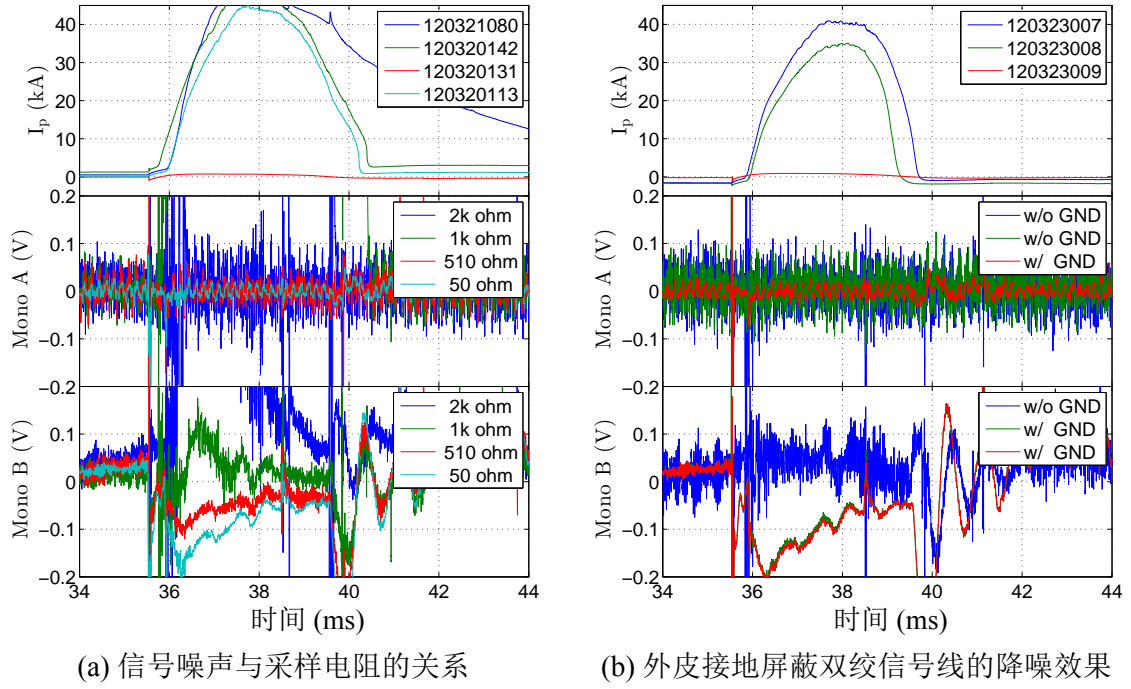 I_p (kA)
40
30
20
10
0
120321080
120320142
120320131
120320113
Mono A (V)
0.2
0.1
0
−0.1
−0.2
2k ohm
1k ohm
510 ohm
50 ohm
Mono B (V)
0.1
0
−0.1
−0.2
2k ohm
1k ohm
510 ohm
50 ohm
34 36 38 40 42 44
时间 (ms)
(a) 信号噪声与采样电阻的关系
I_p (kA)
40
30
20
10
0
120323007
120323008
120323009
Mono A (V)
0.2
0.1
0
−0.1
−0.2
w/o GND
w/o GND
w/ GND
Mono B (V)
0.1
0
−0.1
−0.2
w/o GND
w/ GND
w/ GND
34 36 38 40 42 44
时间 (ms)
(b) 外皮接地屏蔽双绞信号线的降噪效果